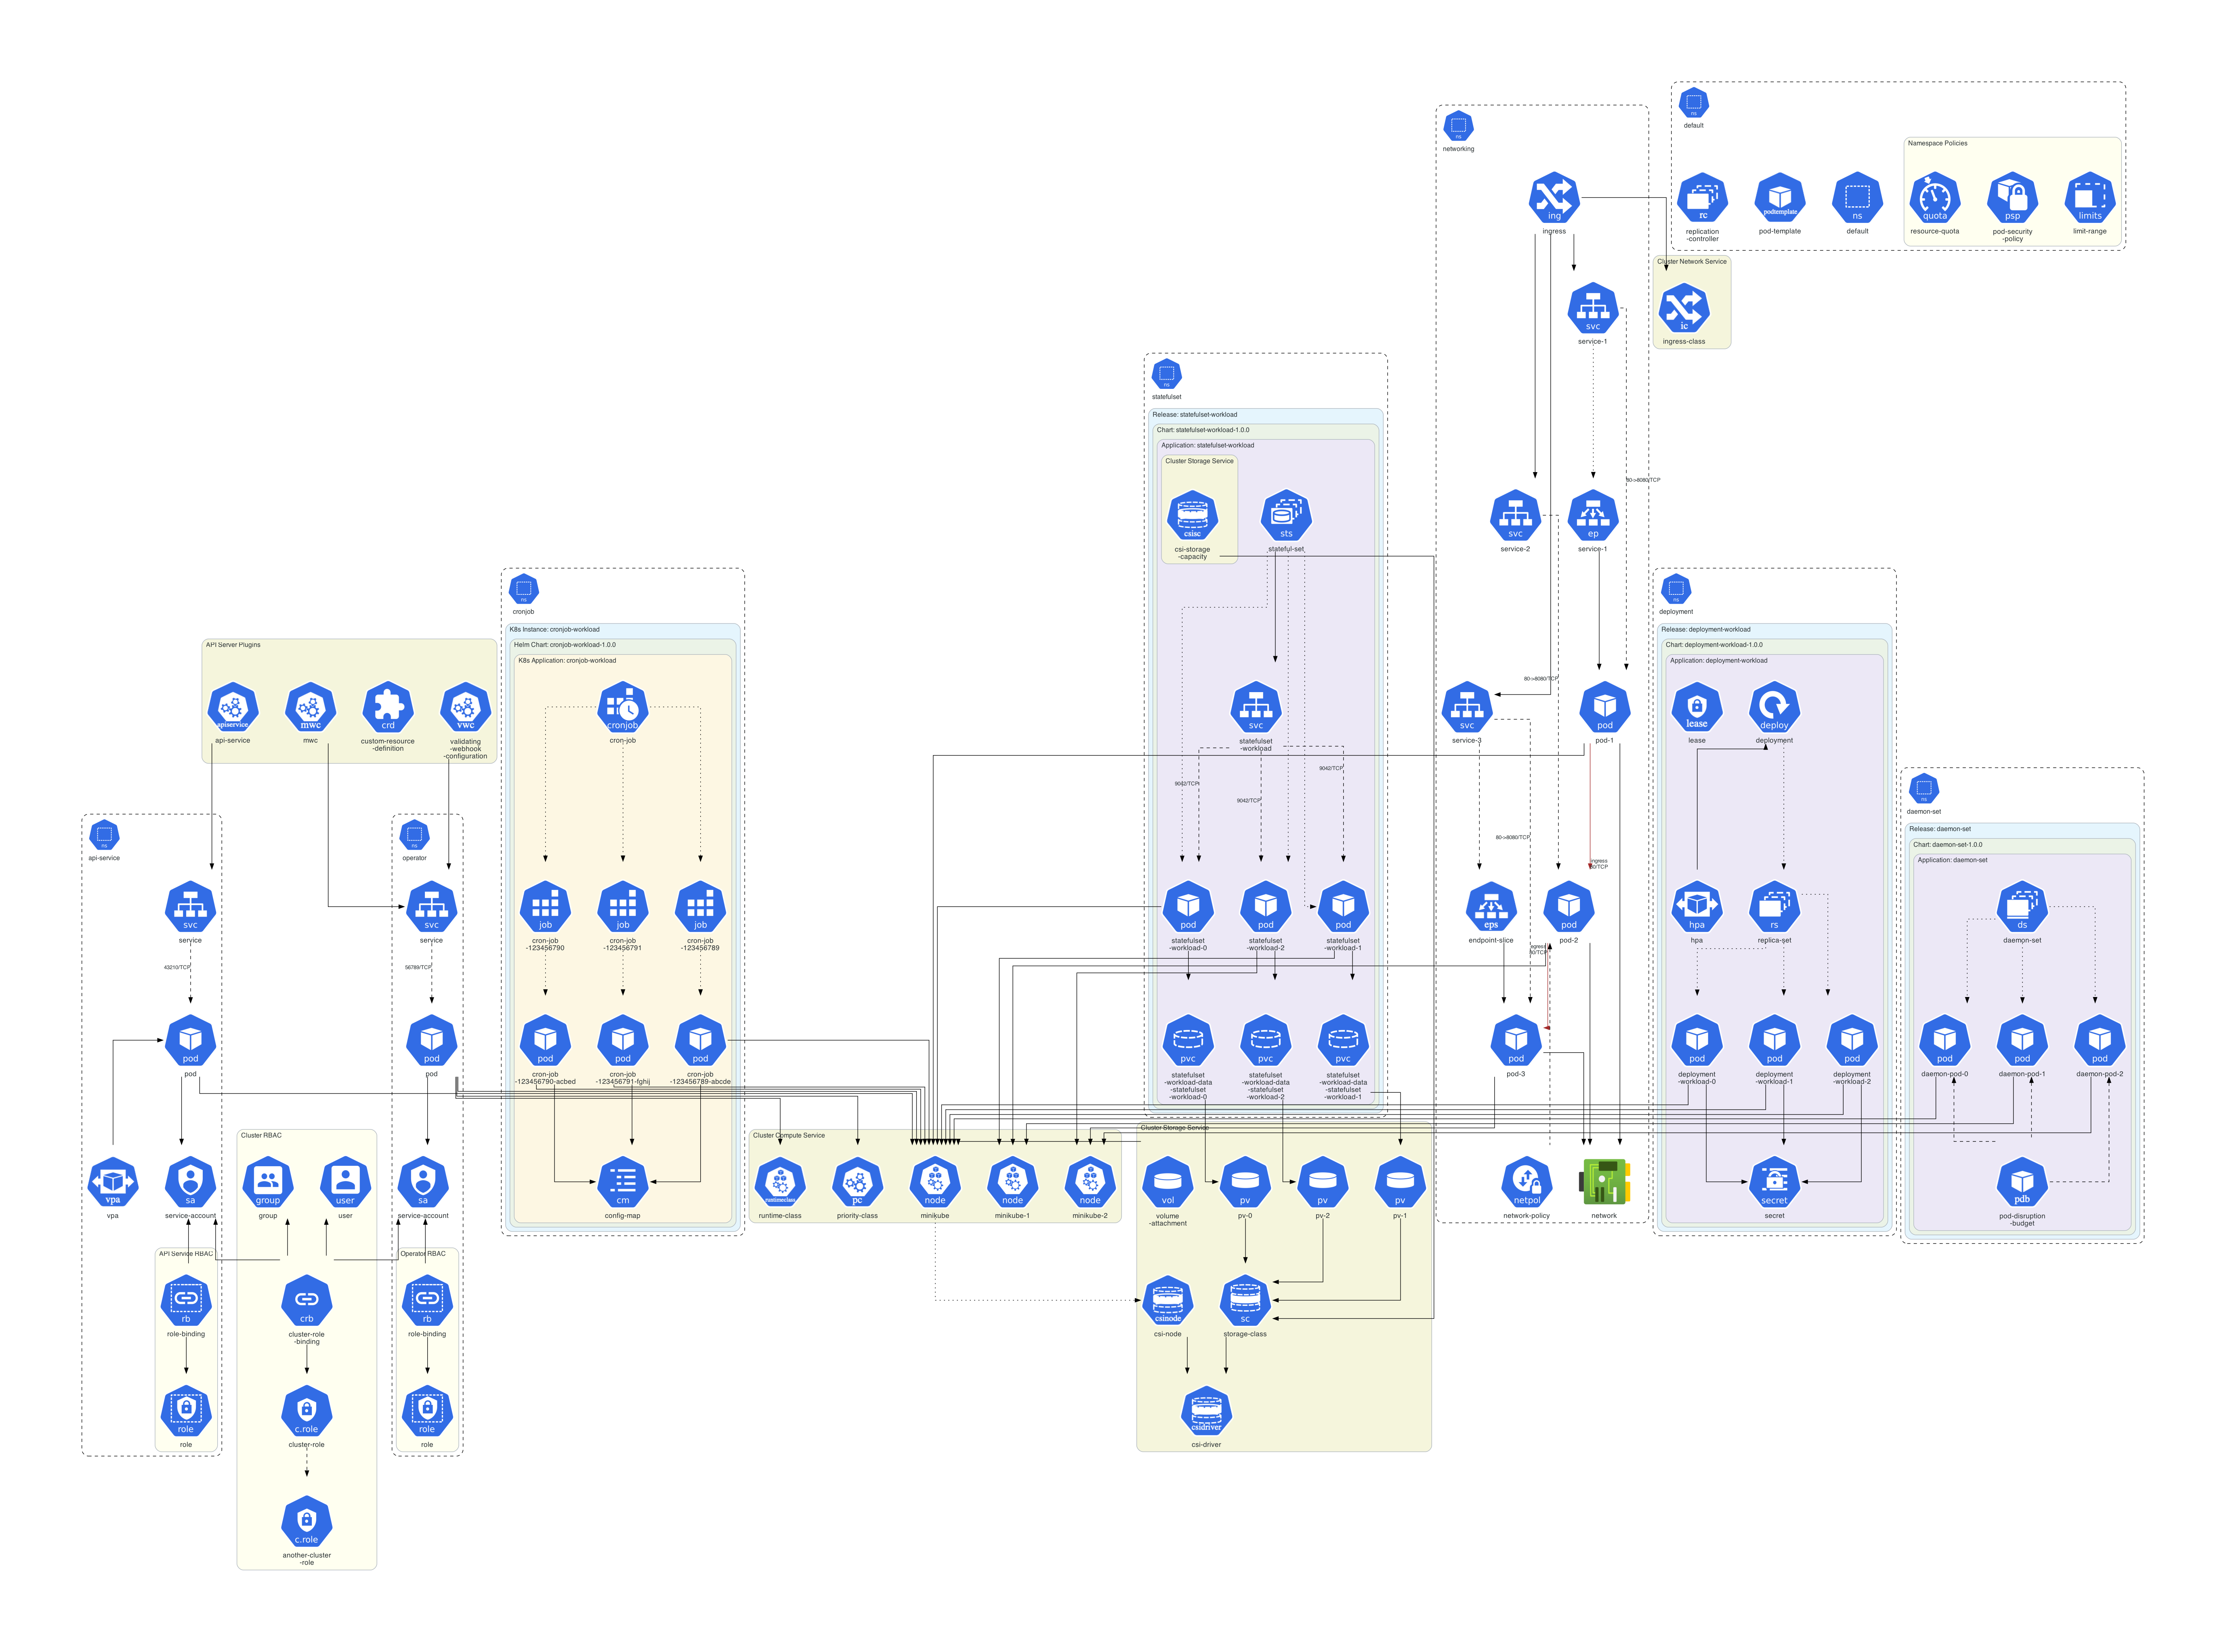 ns
default
Namespace Policies
rc
replication
-controller
podtemplate
pod-template
ns
default
quota
resource-quota
psp
pod-security
-policy
limits
limit-range
ns
networking
ing
ingress
Cluster Network Service
ic
ingress-class
svc
service-1
80->8080/TCP
svc
service-2
ep
service-1
80->8080/TCP
svc
service-3
pod
pod-1
80->8080/TCP
ingress
80/TCP
eps
endpoint-slice
pod
pod-2
egress
80/TCP
pod
pod-3
netpol
network-policy
network
ns
statefulset
Release: statefulset-workload
Chart: statefulset-workload-1.0.0
Application: statefulset-workload
Cluster Storage Service
csisc
csi-storage
-capacity
sts
stateful-set
svc
statefulset
-workload
9042/TCP
9042/TCP
9042/TCP
pod
statefulset
-workload-0
pod
statefulset
-workload-2
pod
statefulset
-workload-1
pvc
statefulset
-workload-data
-statefulset
-workload-0
pvc
statefulset
-workload-data
-statefulset
-workload-2
pvc
statefulset
-workload-data
-statefulset
-workload-1
ns
cronjob
K8s Instance: cronjob-workload
Helm Chart: cronjob-workload-1.0.0
K8s Application: cronjob-workload
cronjob
cron-job
job
cron-job
-123456790
job
cron-job
-123456791
job
cron-job
-123456789
pod
cron-job
-123456790-acbed
pod
cron-job
-123456791-fghij
pod
cron-job
-123456789-abcde
cm
config-map
API Server Plugins
apiservice
api-service
mwc
mwc
crd
custom-resource
-definition
vwc
validating
-webhook
-configuration
ns
api-service
svc
service
43210/TCP
pod
pod
vpa
vpa
sa
service-account
API Service RBAC
rb
role-binding
role
role
ns
operator
svc
service
56789/TCP
pod
pod
sa
service-account
Operator RBAC
rb
role-binding
role
role
Cluster RBAC
group
group
user
user
crb
cluster-role
-binding
c.role
cluster-role
c.role
another-cluster
-role
Cluster Compute Service
runtimeclass
runtime-class
pc
priority-class
node
minikube
node
minikube-1
node
minikube-2
Cluster Storage Service
vol
volume
-attachment
pv
pv-0
pv
pv-2
pv
pv-1
csinode
csi-node
sc
storage-class
csidriver
csi-driver
ns
deployment
Release: deployment-workload
Chart: deployment-workload-1.0.0
Application: deployment-workload
lease
lease
deploy
deployment
hpa
hpa
rs
replica-set
pod
deployment
-workload-0
pod
deployment
-workload-1
pod
deployment
-workload-2
secret
secret
ns
daemon-set
Release: daemon-set
Chart: daemon-set-1.0.0
Application: daemon-set
ds
daemon-set
pod
daemon-pod-0
pod
daemon-pod-1
pod
daemon-pod-2
pdb
pod-disruption
-budget